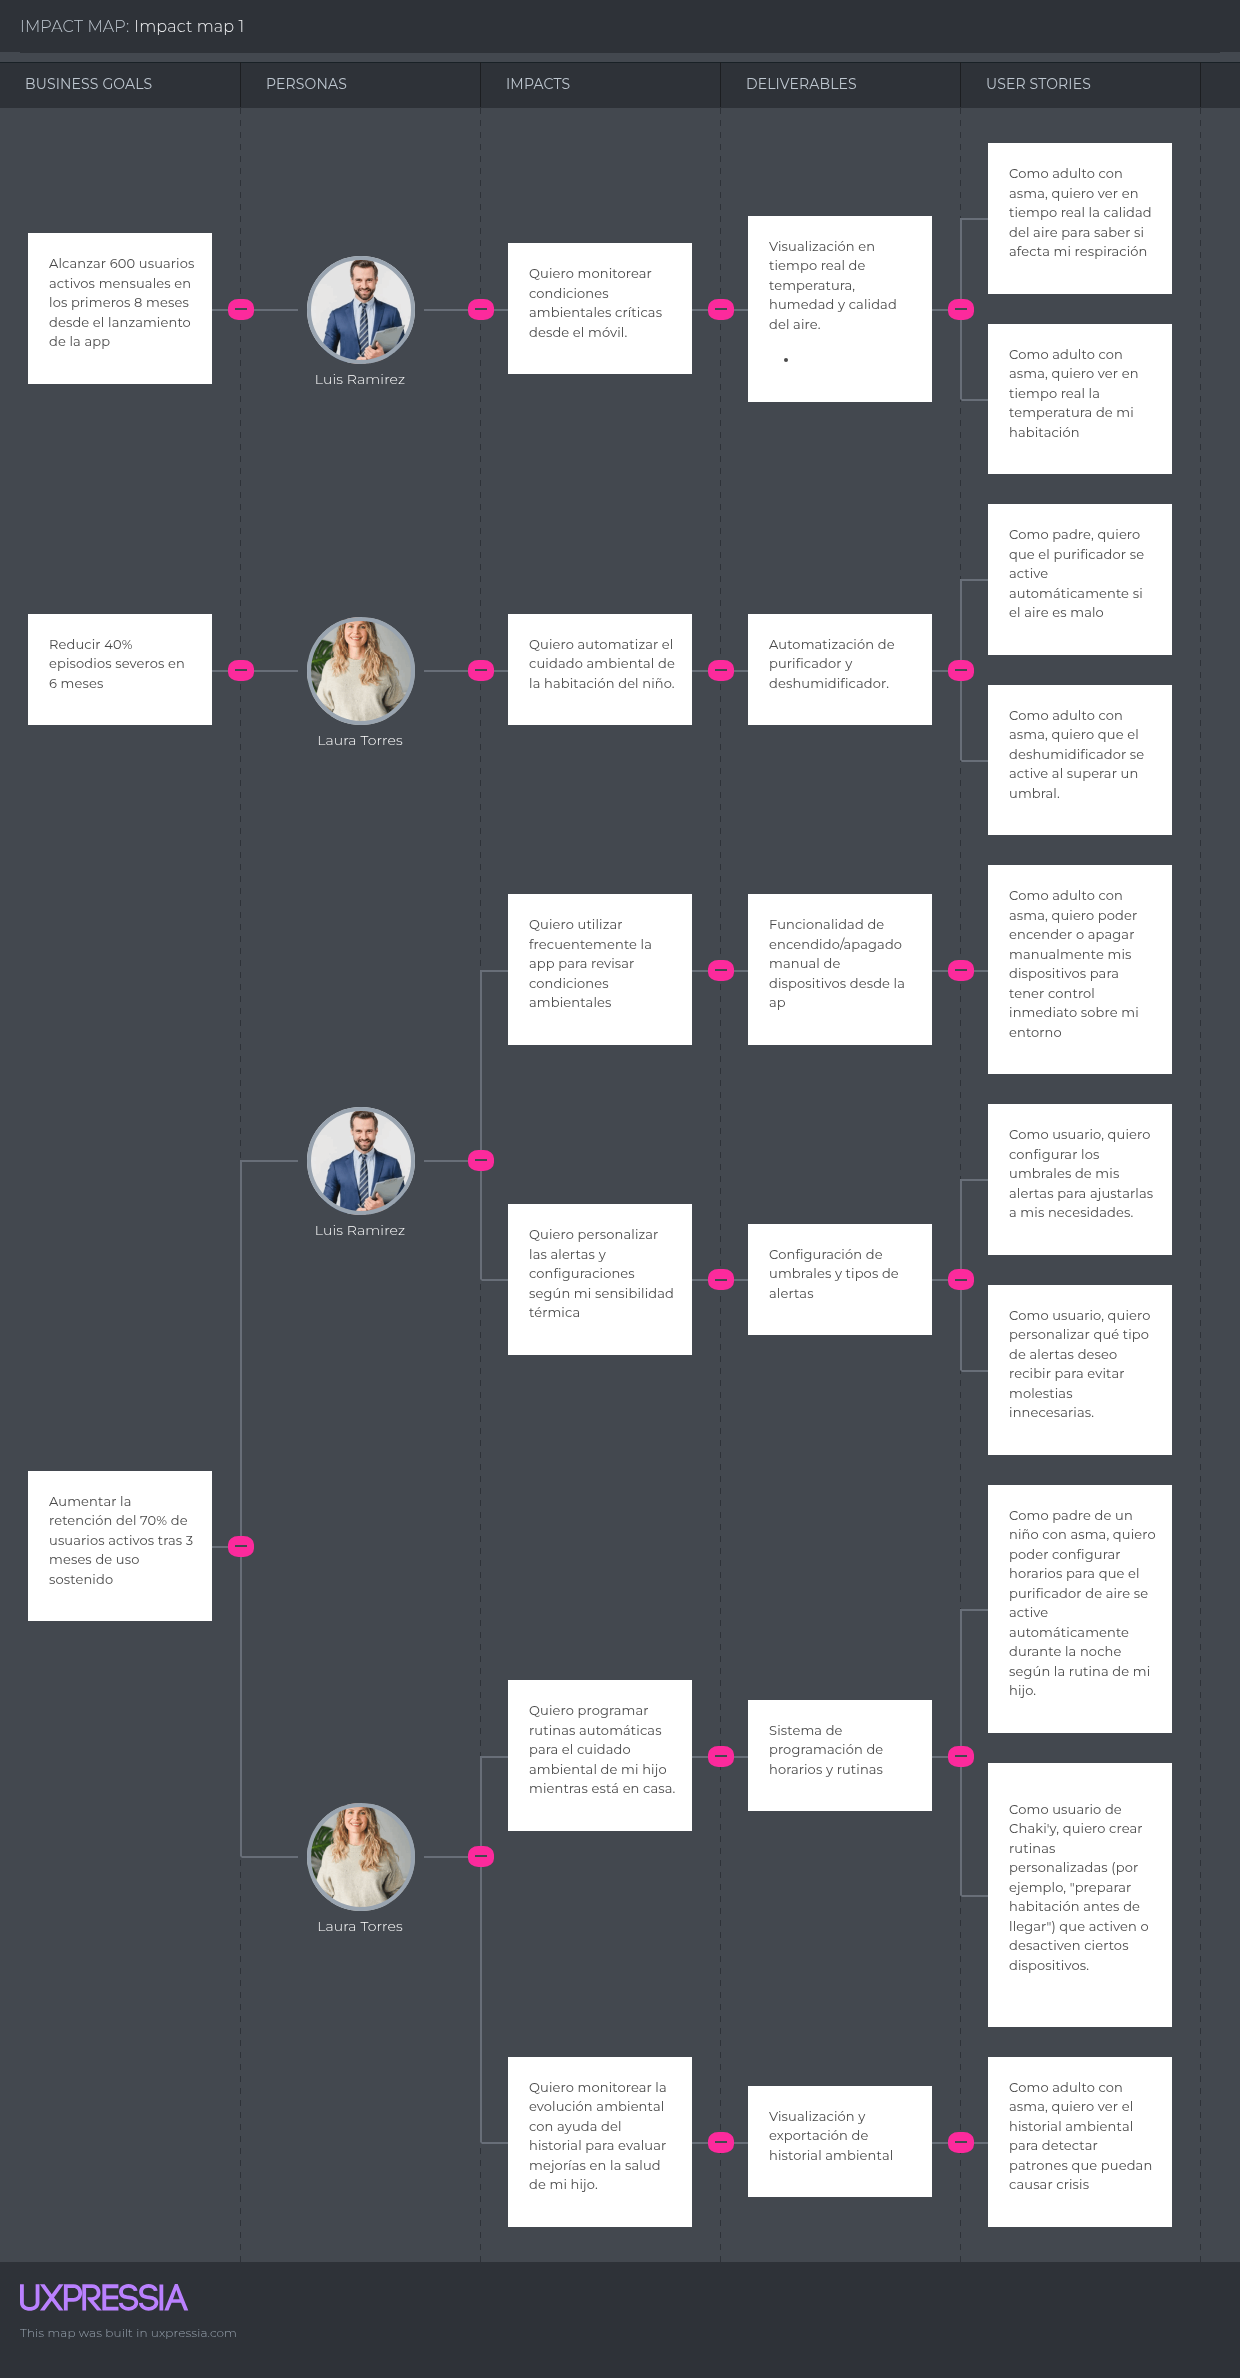 IMPACT MAP: Impact map 1
BUSINESS GOALS
PERSONAS
IMPACTS
DELIVERABLES
USER STORIES
Alcanzar 600 usuarios
activos mensuales en
los primeros 8 meses
desde el lanzamiento
de la app
Luis Ramirez
Quiero monitorear
condiciones
ambientales críticas
desde el móvil.
Visualización en
tiempo real de
temperatura,
humedad y calidad
del aire.
•
Como adulto con
asma, quiero ver en
tiempo real la calidad
del aire para saber si
afecta mi respiración
Como adulto con
asma, quiero ver en
tiempo real la
temperatura de mi
habitación
Reducir 40%
episodios severos en
6 meses
Laura Torres
Quiero automatizar el
cuidado ambiental de
la habitación del niño.
Automatización de
purificador y
deshumidificador.
Como padre, quiero
que el purificador se
active
automáticamente si
el aire es malo
Como adulto con
asma, quiero que el
deshumidificador se
active al superar un
umbral.
Aumentar la
retención del 70% de
usuarios activos tras 3
meses de uso
sostenido
Luis Ramirez
Quiero utilizar
frecuentemente la
app para revisar
condiciones
ambientales
Funcionalidad de
encendido/apagado
manual de
dispositivos desde la
ap
Como adulto con
asma, quiero poder
encender o apagar
manualmente mis
dispositivos para
tener control
inmediato sobre mi
entorno
Quiero personalizar
las alertas y
configuraciones
según mi sensibilidad
térmica
Configuración de
umbrales y tipos de
alertas
Como usuario, quiero
configurar los
umbrales de mis
alertas para ajustarlas
a mis necesidades.
Como usuario, quiero
personalizar qué tipo
de alertas deseo
recibir para evitar
molestias
innecesarias.
Laura Torres
Quiero programar
rutinas automáticas
para el cuidado
ambiental de mi hijo
mientras está en casa.
Sistema de
programación de
horarios y rutinas
Como padre de un
niño con asma, quiero
poder configurar
horarios para que el
purificador de aire se
active
automáticamente
durante la noche
según la rutina de mi
hijo.
Como usuario de
Chaki'y, quiero crear
rutinas
personalizadas (por
ejemplo, "preparar
habitación antes de
llegar") que activen o
desactiven ciertos
dispositivos.
Quiero monitorear la
evolución ambiental
con ayuda del
historial para evaluar
mejorías en la salud
de mi hijo.
Visualización y
exportación de
historial ambiental
Como adulto con
asma, quiero ver el
historial ambiental
para detectar
patrones que puedan
causar crisis
UXPRESSIA
This map was built in uxpressia.com